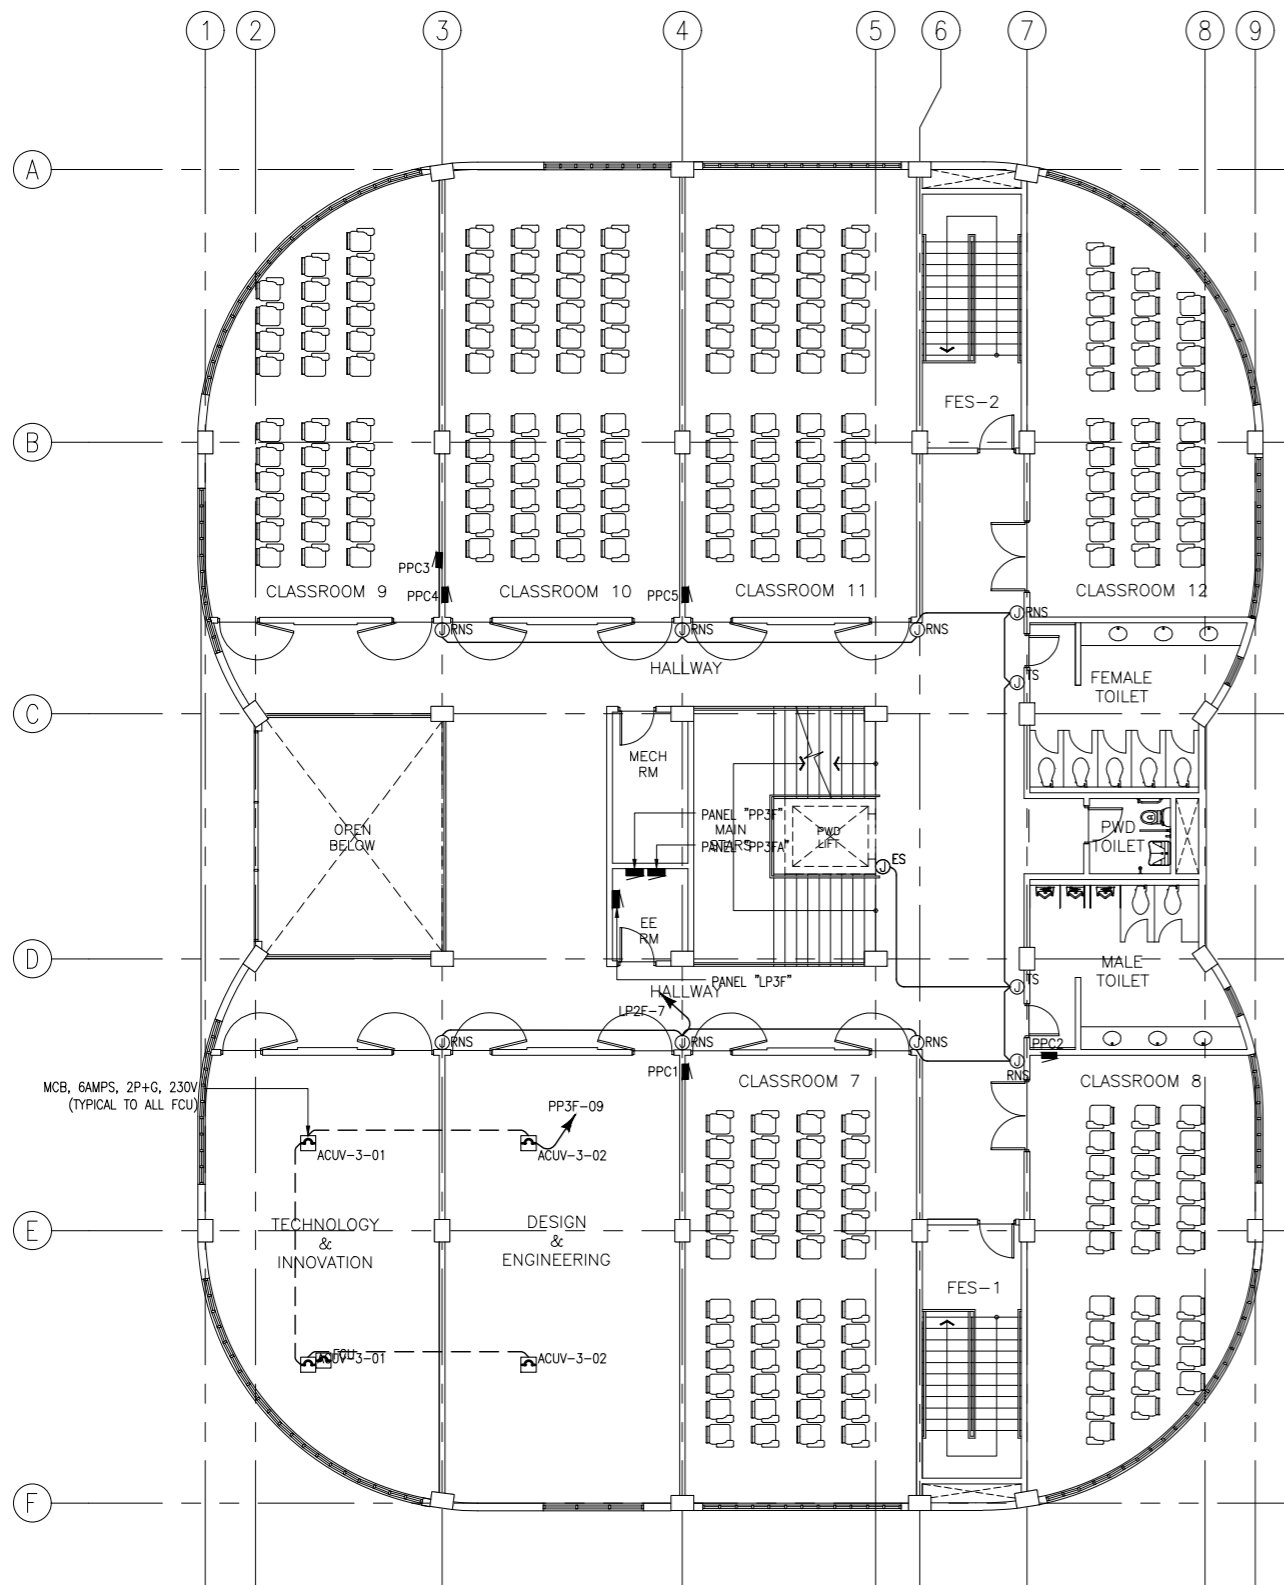 1 2 3 4 5 6 7 8 9
A
FES-2
B
PPC3
CLASSROOM 9
PPC4
CLASSROOM 10
PPC5
CLASSROOM 11
CLASSROOM 12
RNS
RNS
RNS
RNS
HALLWAY
TS
FEMALE
TOILET
C
MECH
RM
PANEL "PP3F"
MAIN
STAIRS
PANEL "PP3FA"
PWD
LIFT
OPEN
BELOW
PWD
TOILET
ES
EE
RM
D
MALE
TOILET
PANEL "LP3F"
HALLWAY
TS
LP2F-7
RNS
RNS
RNS
RNS
PPC2
PPC1
CLASSROOM 7
CLASSROOM 8
MCB, 6AMPS, 2P+G, 230V
(TYPICAL TO ALL FCU)
PP3F-09
ACUV-3-01
ACUV-3-02
E
TECHNOLOGY
&
INNOVATION
DESIGN
&
ENGINEERING
FES-1
ACUV-3-01
FCU
ACUV-3-02
F
J
J
J
J
J
J
J
J
J
J
J